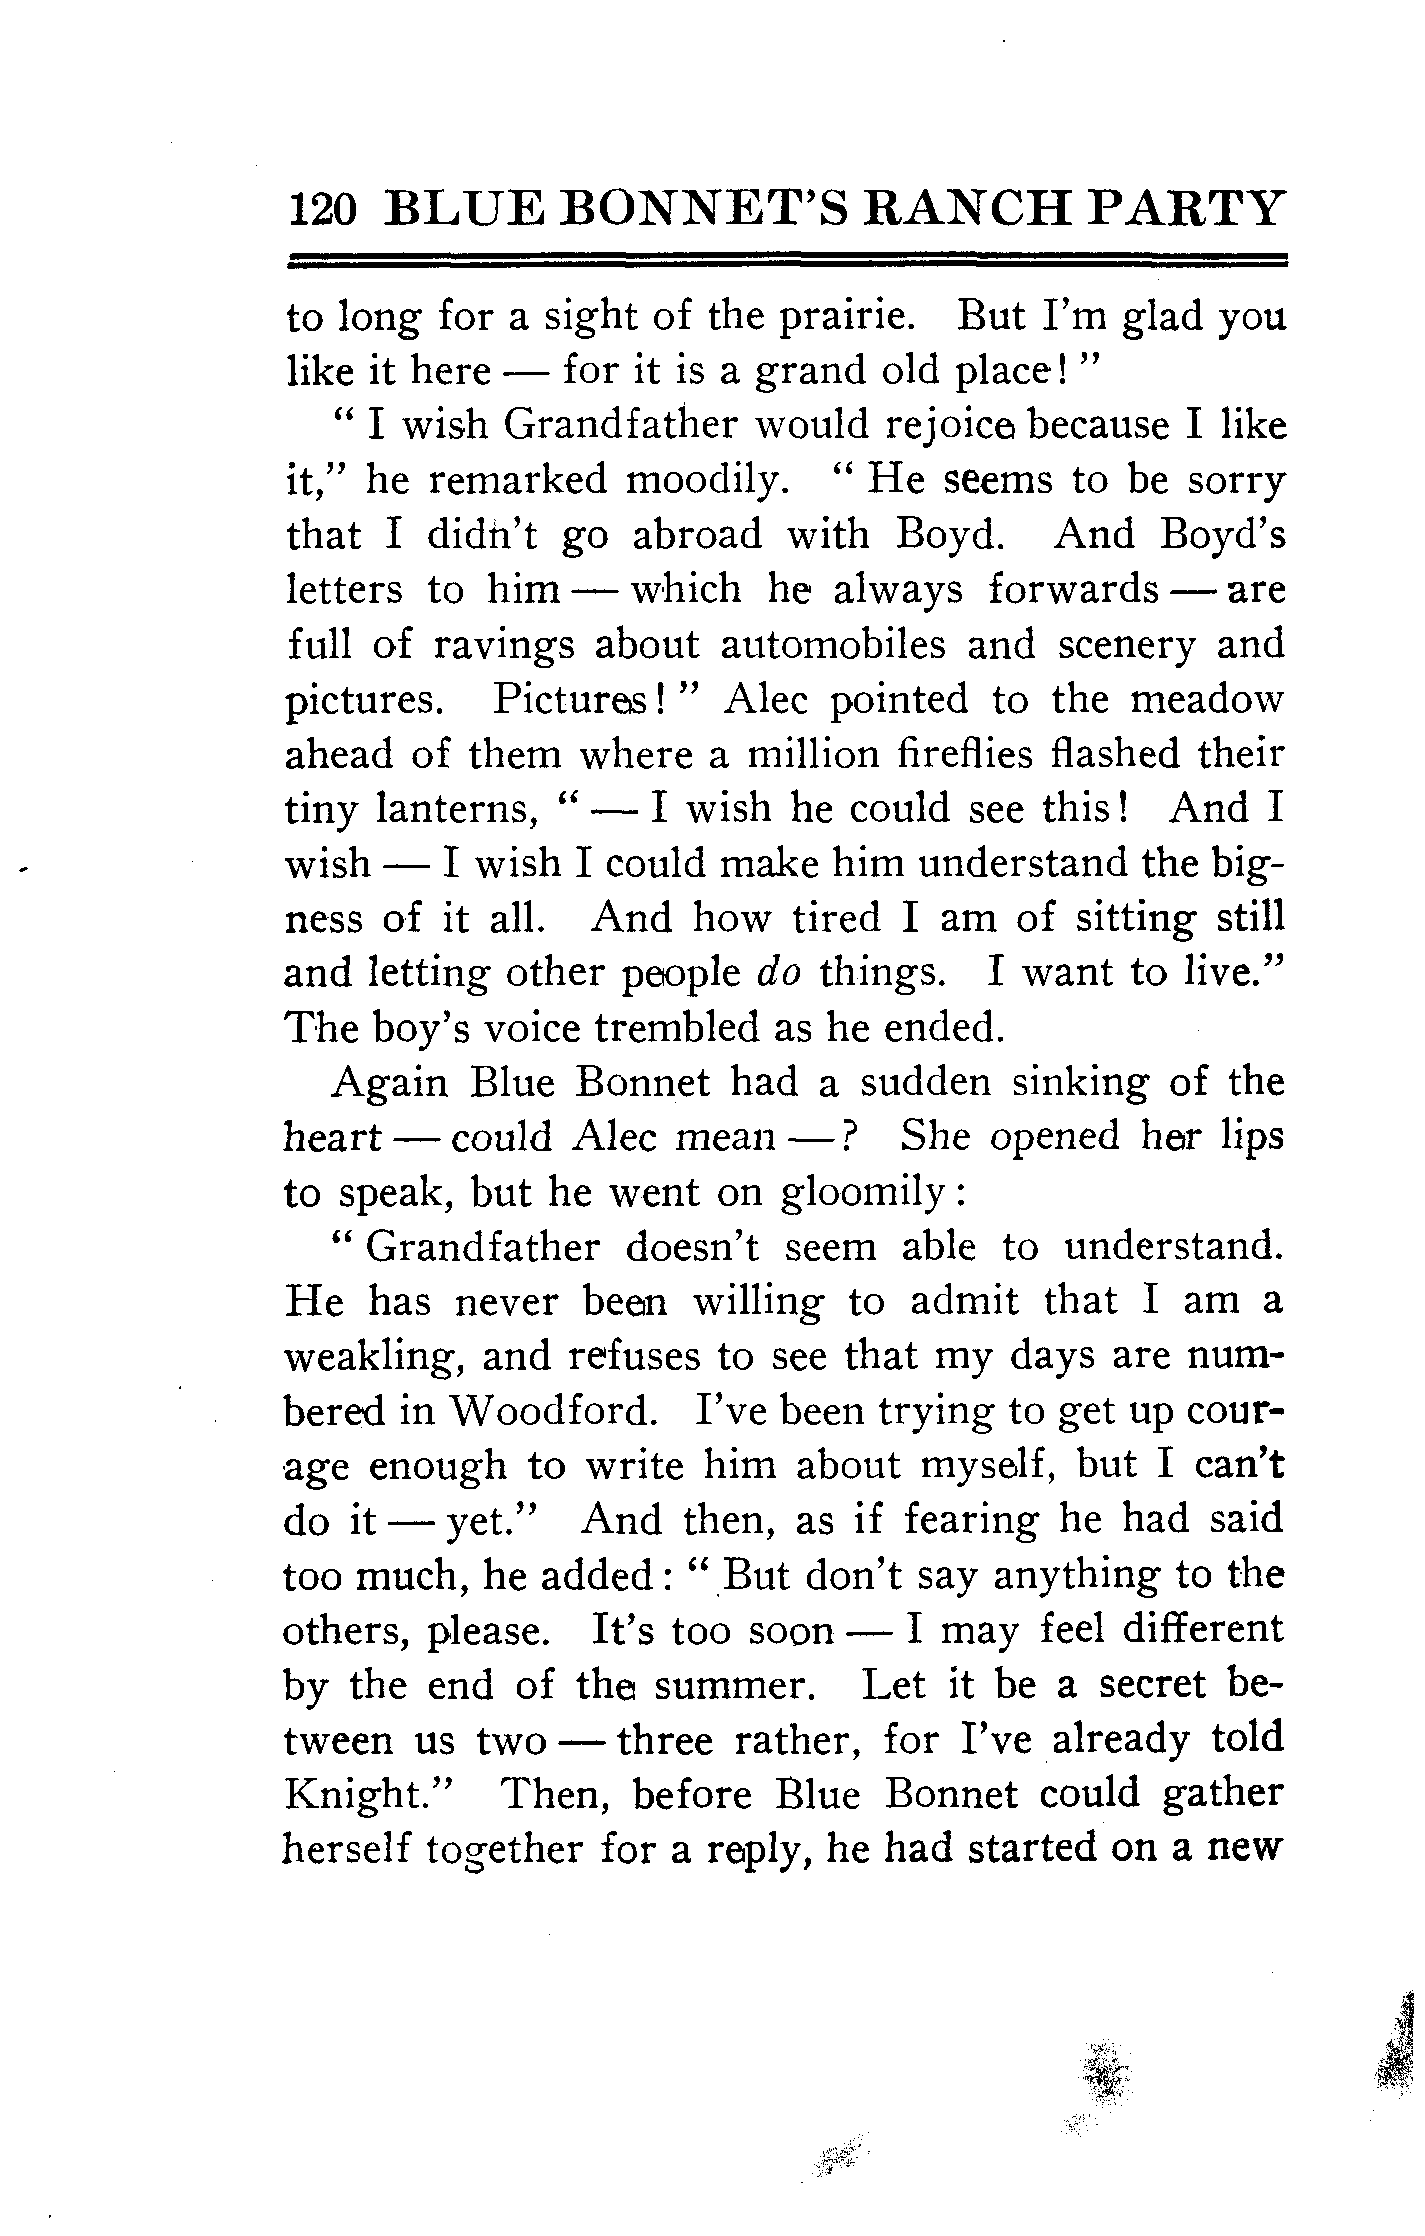 120 BLUE BONNET'S RANCH PARTY
to long for a sight of the prairie. But I'm glad you
like it here — for it is a grand old place! "
" I wish Grandfather would rejoice because I like
it," he remarked moodily. " He seems to be sorry
that I didn't go abroad with Boyd. And Boyd's
letters to him — which he always forwards — are
full of ravings about automobiles and scenery and
pictures. Pictures! " Alec pointed to the meadow
ahead of them where a million fireflies flashed their
tiny lanterns, " — I wish he could see this! And I
wish — I wish I could make him understand the big-
ness of it all. And how tired I am of sitting still
and letting other people do things. I want to live."
The boy's voice trembled as he ended.
Again Blue Bonnet had a sudden sinking of the
heart — could Alec mean — ? She opened her lips
to speak, but he went on gloomily :
" Grandfather doesn't seem able to understand.
He has never been willing to admit that I am a
weakling, and refuses to see that my days are num-
bered in Woodford. I've been trying to get up cour-
age enough to write him about myself, but I can't
do it — yet." And then, as if fearing he had said
too much, he added : " But don't say anything to the
others, please. It's too soon — I may feel different
by the end of the summer. Let it be a secret be-
tween us two — three rather, for I've already told
Knight." Then, before Blue Bonnet could gather
herself together for a reply, he had started on a new